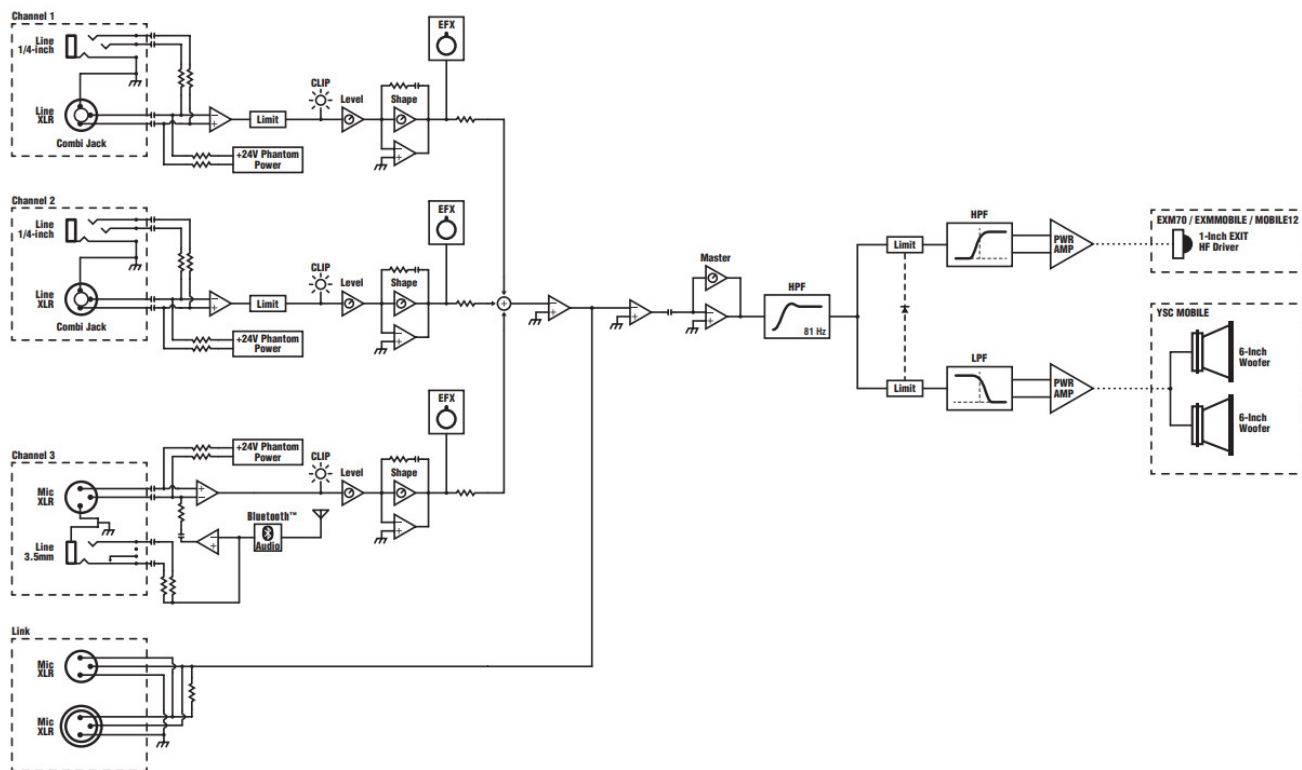 Channel 1
Line
1/4-inch
Line
XLR
Combi Jack
+24V Phantom
Power
Limit
CLIP
Level
Shape
EFX
Channel 2
Line
1/4-inch
Line
XLR
Combi Jack
+24V Phantom
Power
Limit
CLIP
Level
Shape
EFX
Channel 3
Mic
XLR
Line
3.5mm
+24V Phantom
Power
Bluetooth™
Audio
CLIP
Level
Shape
EFX
Link
Mic
XLR
Mic
XLR
Master
HPF
81 Hz
Limit
HPF
PWR
AMP
EXM70 / EXMMOBILE / MOBILE12
1-Inch EXIT
HF Driver
Limit
LPF
PWR
AMP
YSC MOBILE
6-Inch
Woofer
6-Inch
Woofer